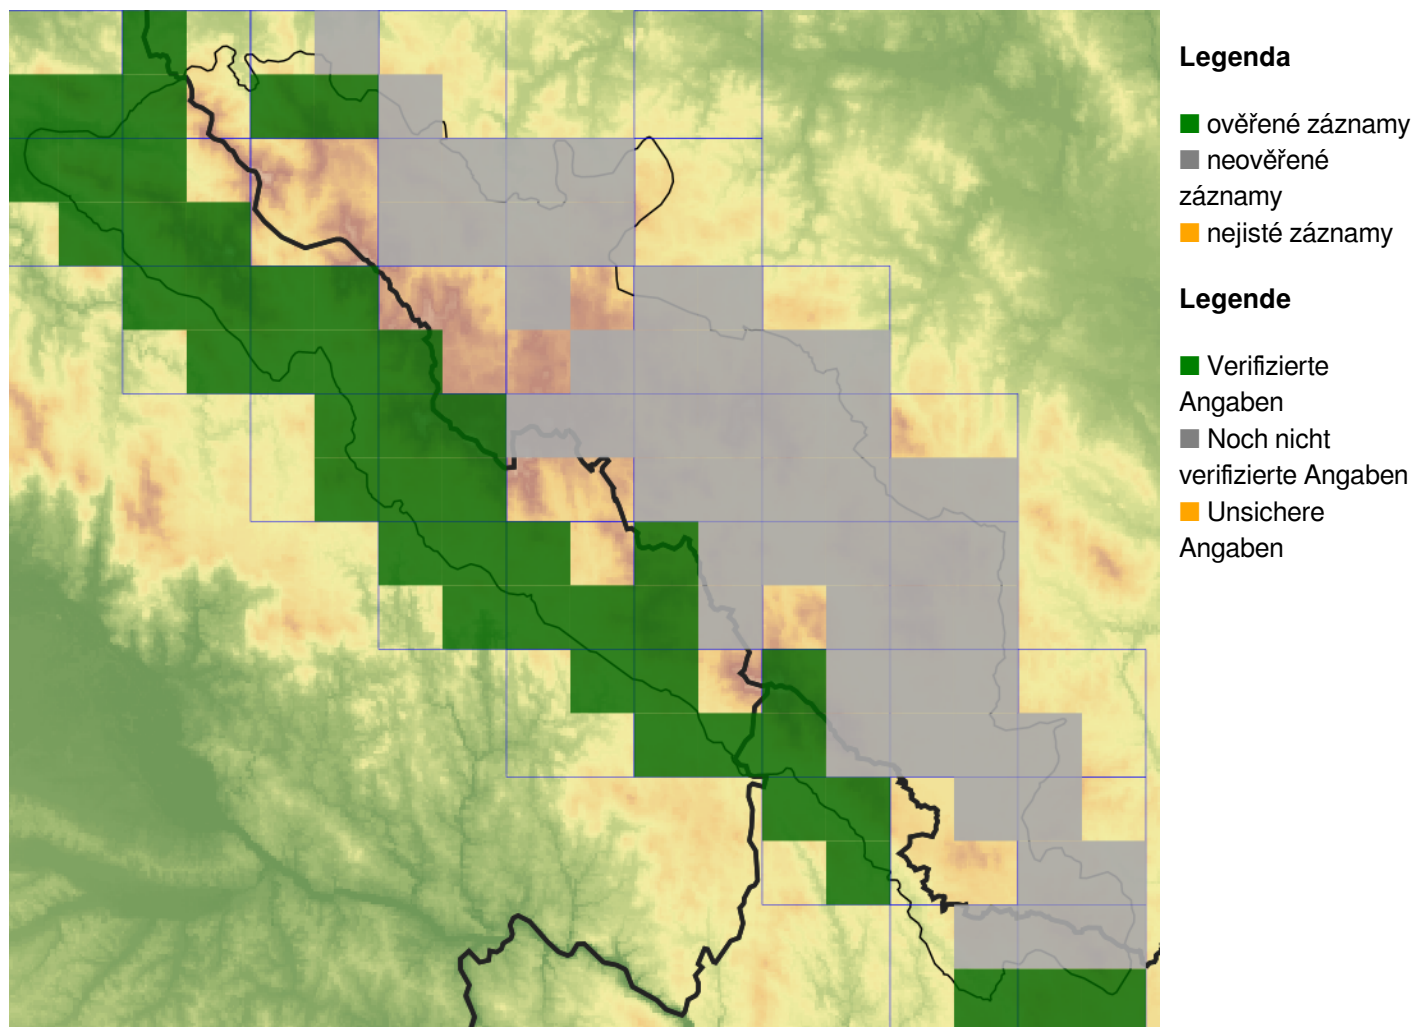 Legenda
ověřené záznamy
neověřené
záznamy
nejisté záznamy
Legende
Verifizierte
Angaben
Noch nicht
verifizierte Angaben
Unsichere
Angaben